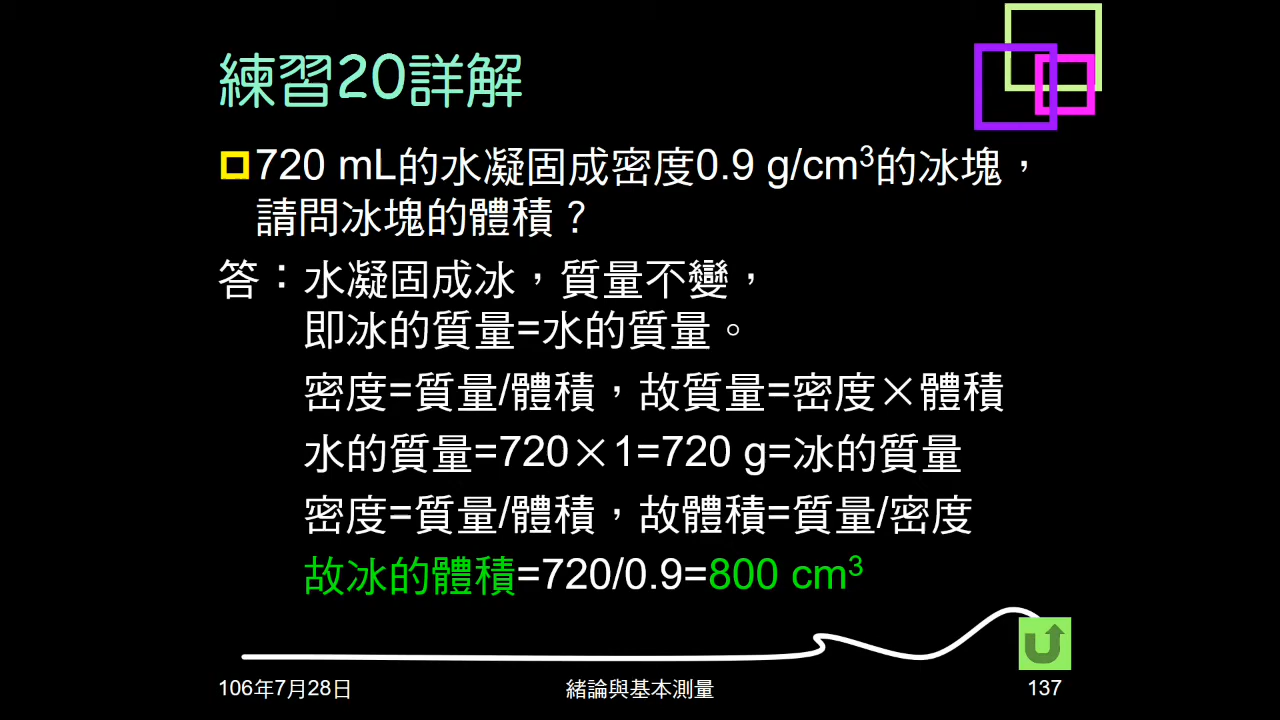 練習20詳解
720 mL的水凝固成密度0.9 g/cm³的冰塊，
請問冰塊的體積？
答：水凝固成冰，質量不變，
即冰的質量=水的質量。
密度=質量/體積，故質量=密度×體積
水的質量=720×1=720 g=冰的質量
密度=質量/體積，故體積=質量/密度
故冰的體積=720/0.9=800 cm³
106年7月28日
緒論與基本測量
137